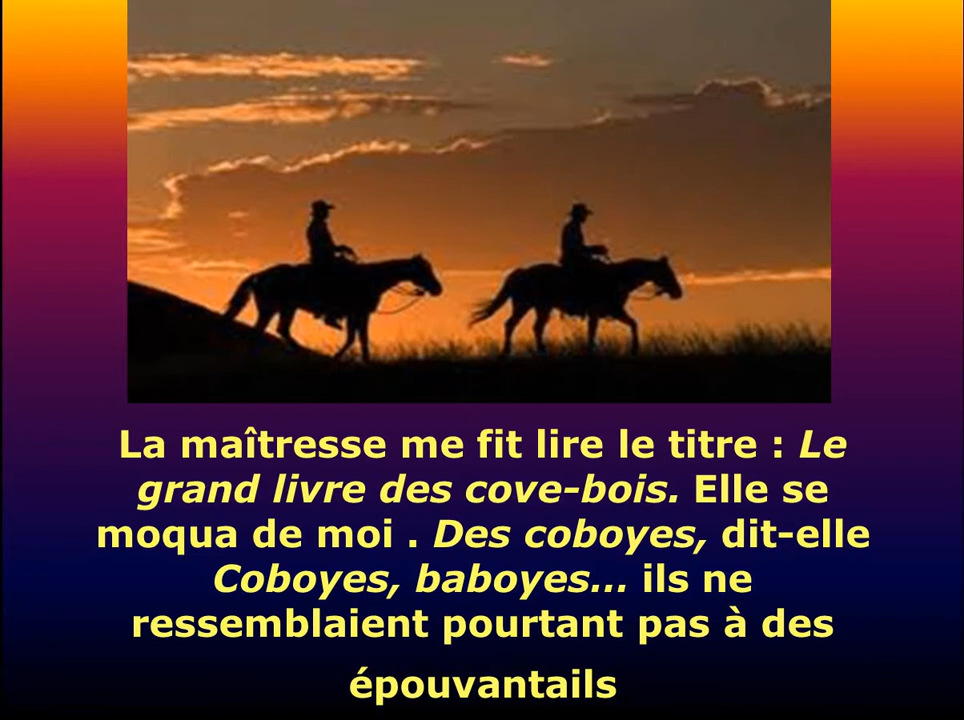 La maîtresse me fit lire le titre : Le
grand livre des cove-bois. Elle se
moqua de moi . Des coboyes, dit-elle
Coboyes, baboyes... ils ne
ressemblaient pourtant pas à des
épouvantails